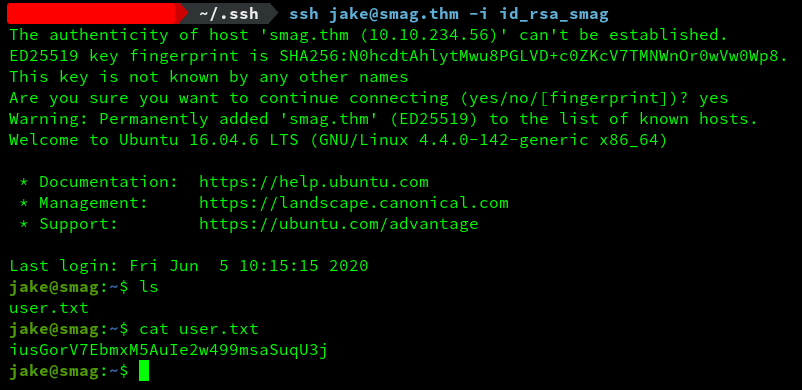 ~/.ssh ssh jake@smag.thm -i id_rsa_smag
The authenticity of host 'smag.thm (10.10.234.56)' can't be established.
ED25519 key fingerprint is SHA256:N0hcdtAhlytMwu8PGLVD+c0ZKcV7TMNWnOr0wVw0Wp8.
This key is not known by any other names
Are you sure you want to continue connecting (yes/no/[fingerprint])? yes
Warning: Permanently added 'smag.thm' (ED25519) to the list of known hosts.
Welcome to Ubuntu 16.04.6 LTS (GNU/Linux 4.4.0-142-generic x86_64)
* Documentation:  https://help.ubuntu.com
* Management:     https://landscape.canonical.com
* Support:        https://ubuntu.com/advantage
Last login: Fri Jun  5 10:15:15 2020
jake@smag:~$ ls
user.txt
jake@smag:~$ cat user.txt
iusGorV7EbmxM5AuIe2w499msaSuqU3j
jake@smag:~$